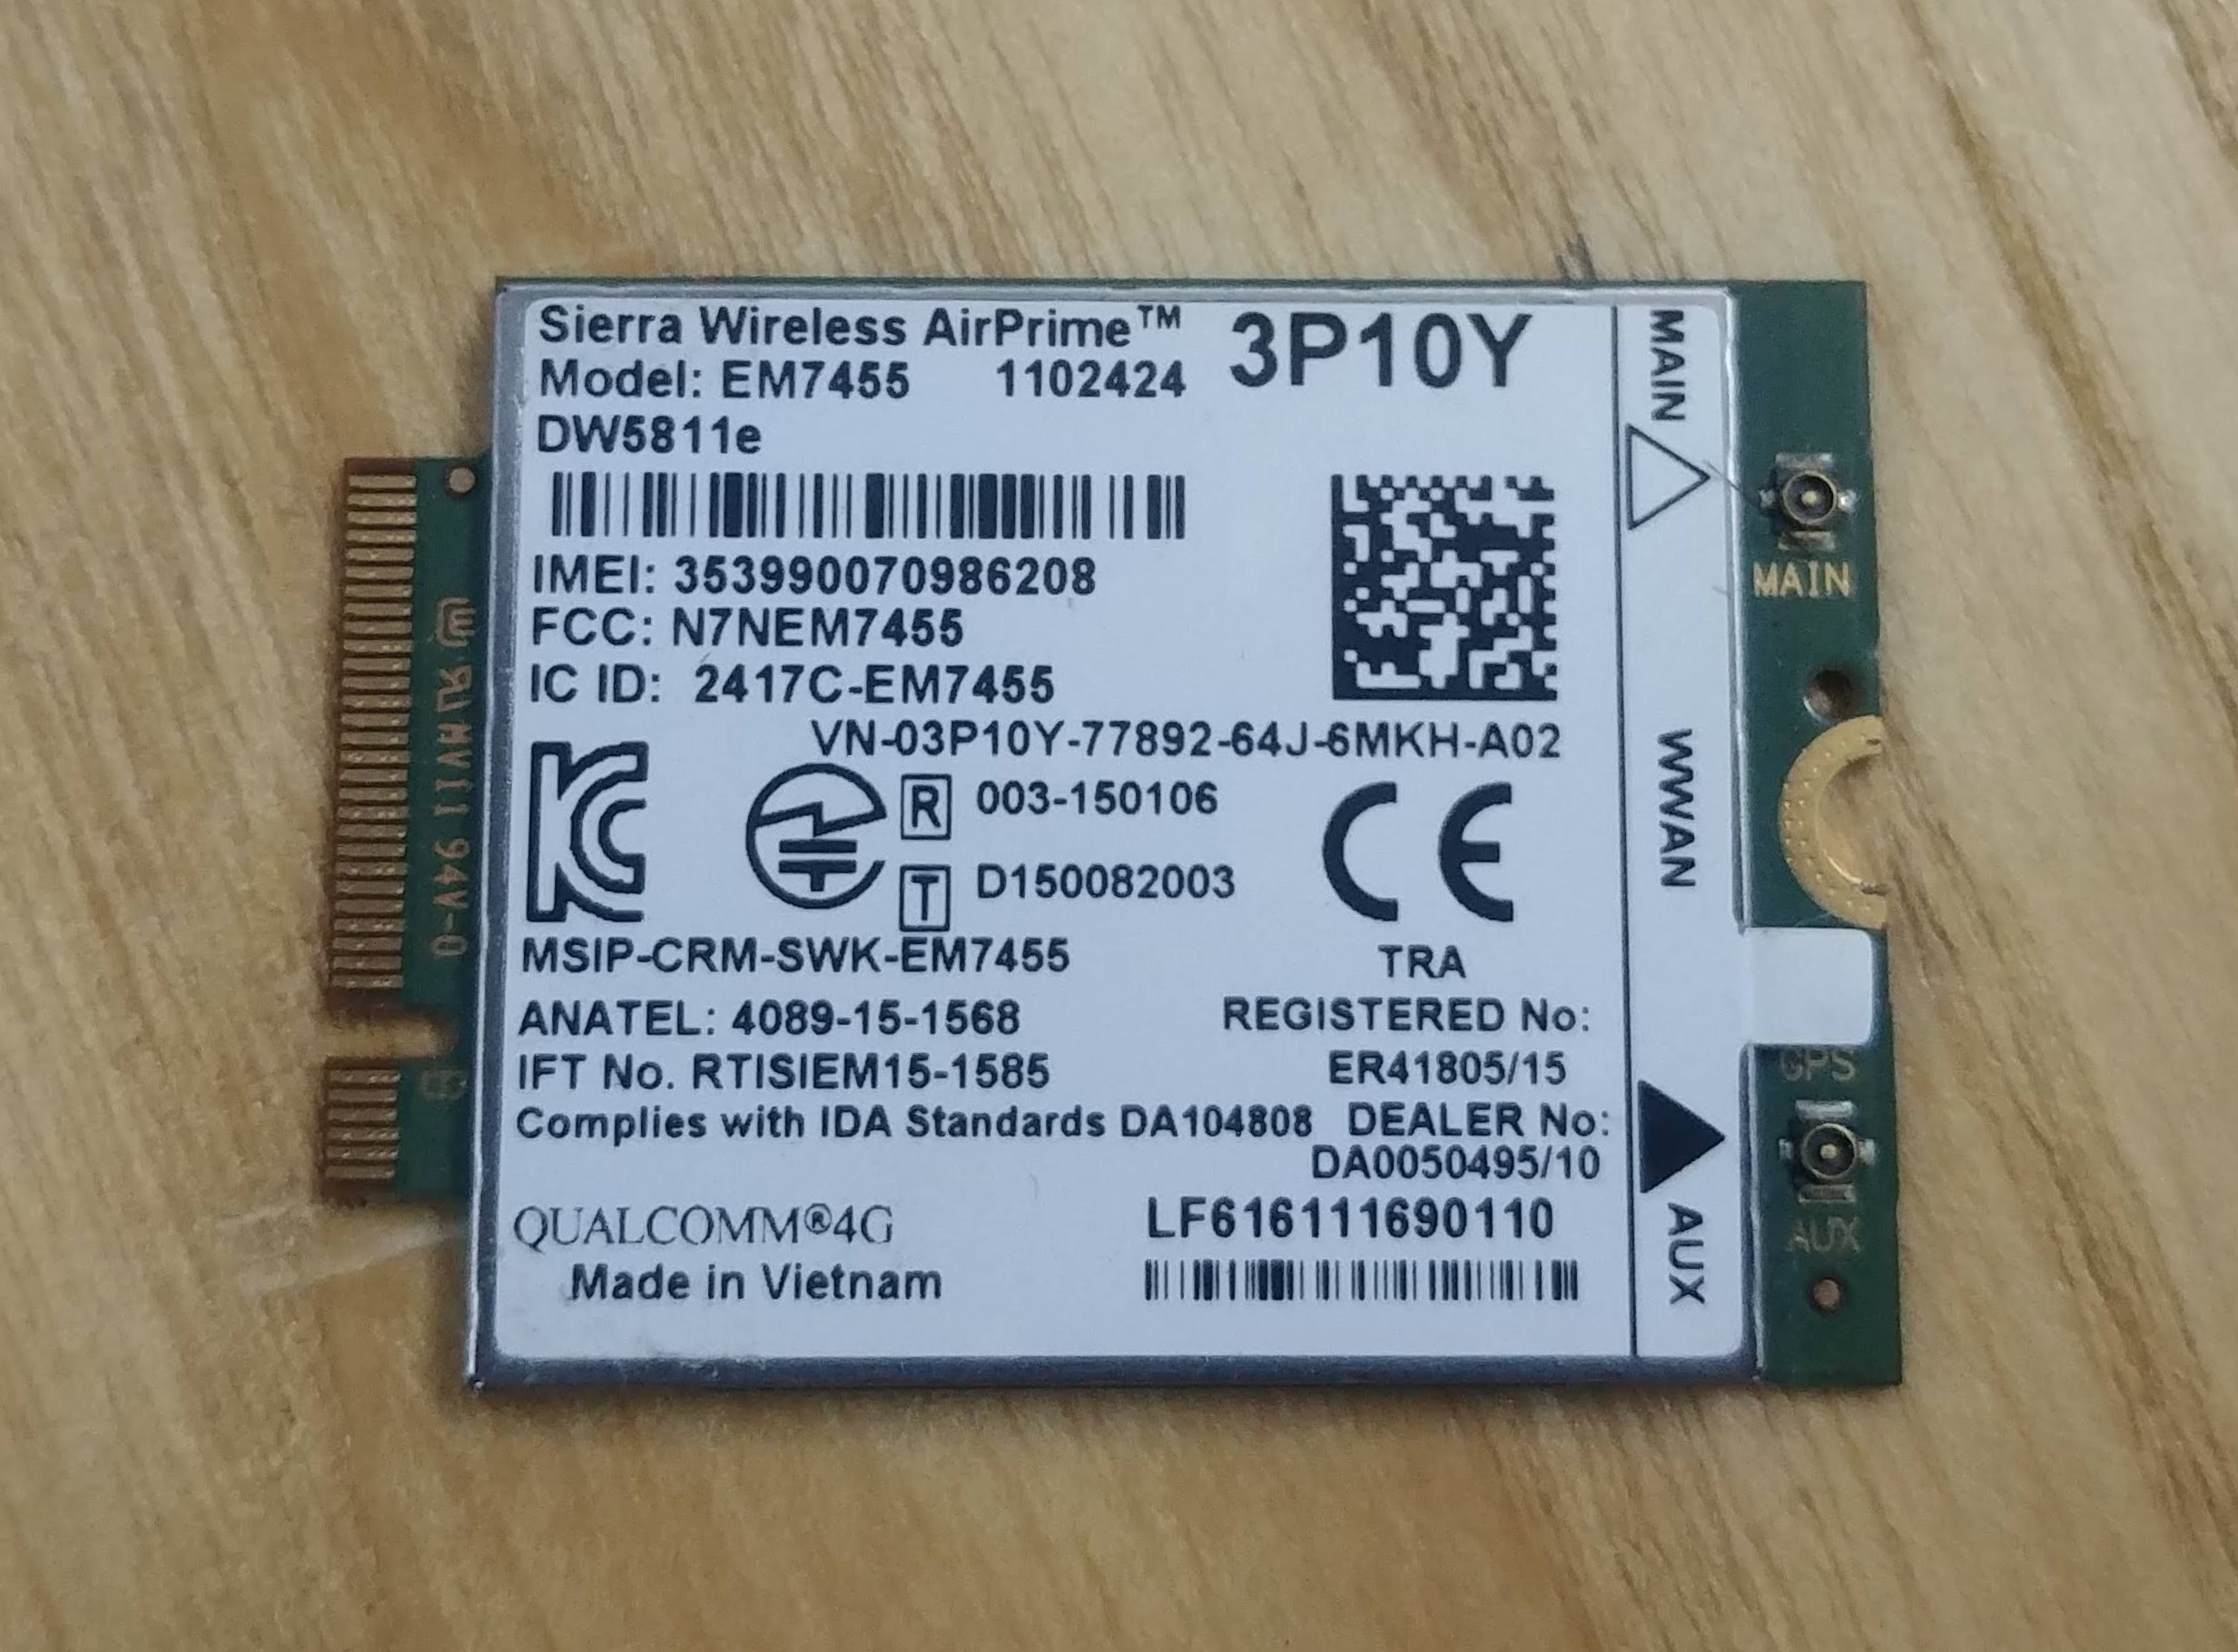 Sierra Wireless AirPrime™ 3P10Y
Model: EM7455 1102424
DW5811e
IMEI: 353990070986208
FCC: N7NEM7455
IC ID: 2417C-EM7455
VN-03P10Y-77892-64J-6MKH-A02
R 003-150106
T D150082003
CE
MSIP-CRM-SWK-EM7455
TRA
ANATEL: 4089-15-1568
REGISTERED No:
IFT No. RTISIEM15-1585
ER41805/15
Complies with IDA Standards DA104808
DEALER No:
DA0050495/10
QUALCOMM®4G
LF616111690110
Made in Vietnam
MAIN
WWAN
AUX
MAIN
GPS
AUX
94V-0